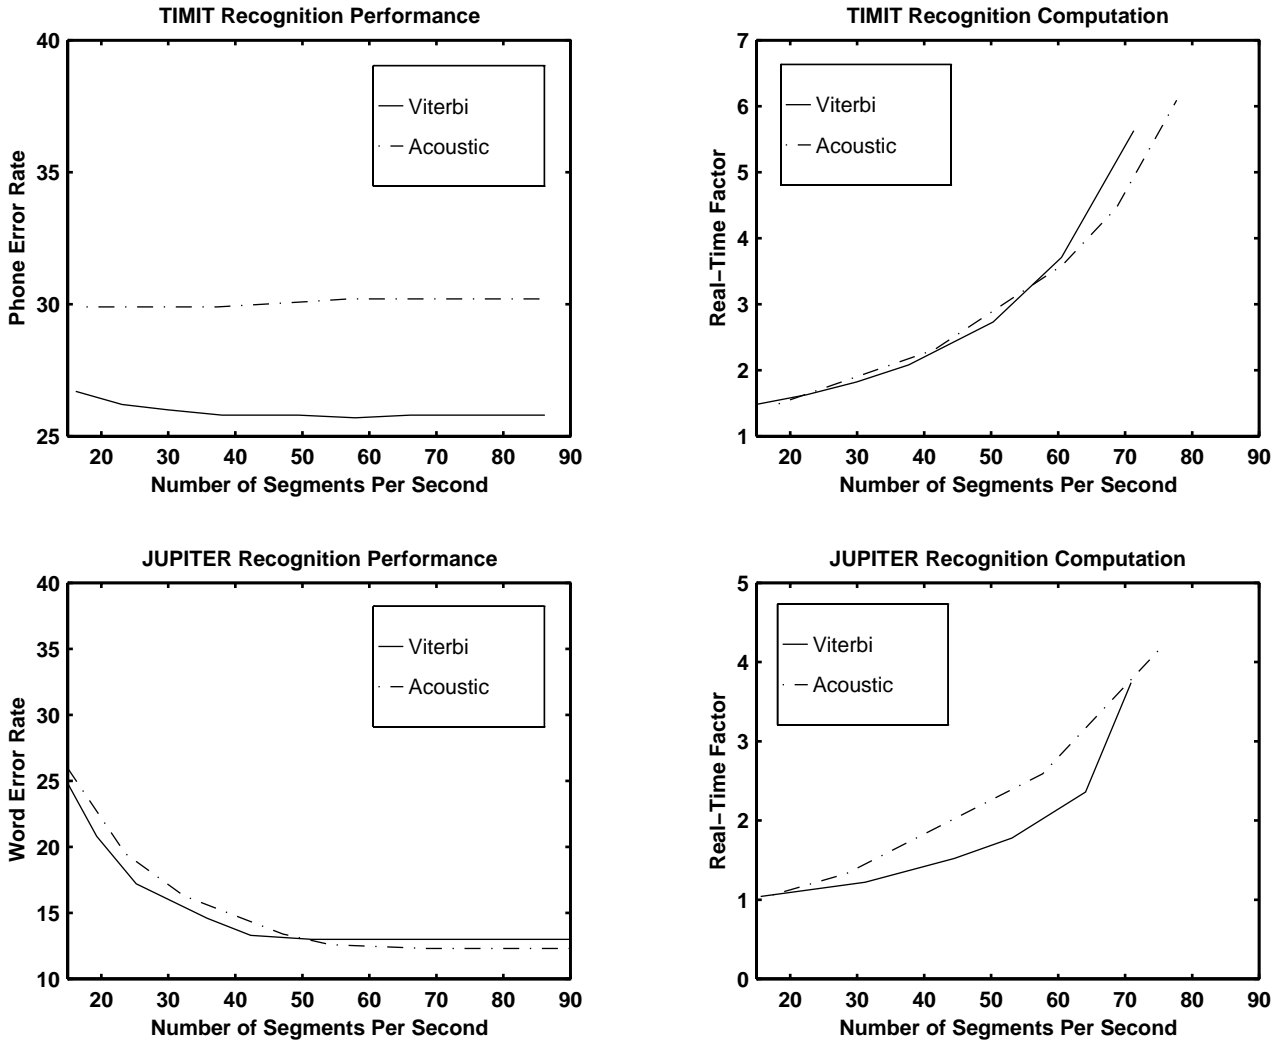 TIMIT Recognition Performance
40
35
30
25
Phone Error Rate
Viterbi
Acoustic
20 30 40 50 60 70 80 90
Number of Segments Per Second
TIMIT Recognition Computation
7
6
5
4
3
2
1
Real−Time Factor
Viterbi
Acoustic
20 30 40 50 60 70 80 90
Number of Segments Per Second
JUPITER Recognition Performance
40
35
30
25
20
15
10
Word Error Rate
Viterbi
Acoustic
20 30 40 50 60 70 80 90
Number of Segments Per Second
JUPITER Recognition Computation
5
4
3
2
1
0
Real−Time Factor
Viterbi
Acoustic
20 30 40 50 60 70 80 90
Number of Segments Per Second